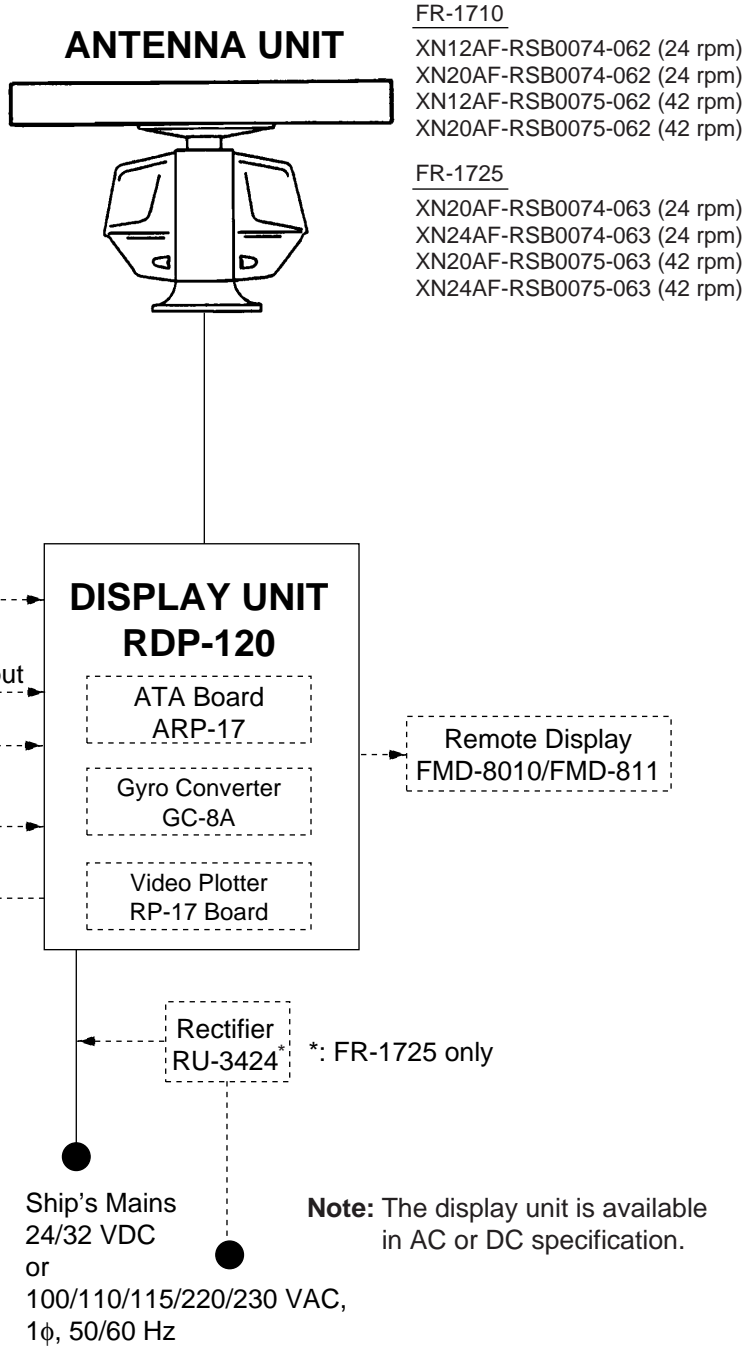 ANTENNA UNIT
FR-1710
XN12AF-RSB0074-062 (24 rpm)
XN20AF-RSB0074-062 (24 rpm)
XN12AF-RSB0075-062 (42 rpm)
XN20AF-RSB0075-062 (42 rpm)
FR-1725
XN20AF-RSB0074-063 (24 rpm)
XN24AF-RSB0074-063 (24 rpm)
XN20AF-RSB0075-063 (42 rpm)
XN24AF-RSB0075-063 (42 rpm)
DISPLAY UNIT
RDP-120
ATA Board
ARP-17
Gyro Converter
GC-8A
Video Plotter
RP-17 Board
Remote Display
FMD-8010/FMD-811
Rectifier
RU-3424*
*: FR-1725 only
Ship's Mains
24/32 VDC
or
100/110/115/220/230 VAC,
1ϕ, 50/60 Hz
Note: The display unit is available
in AC or DC specification.